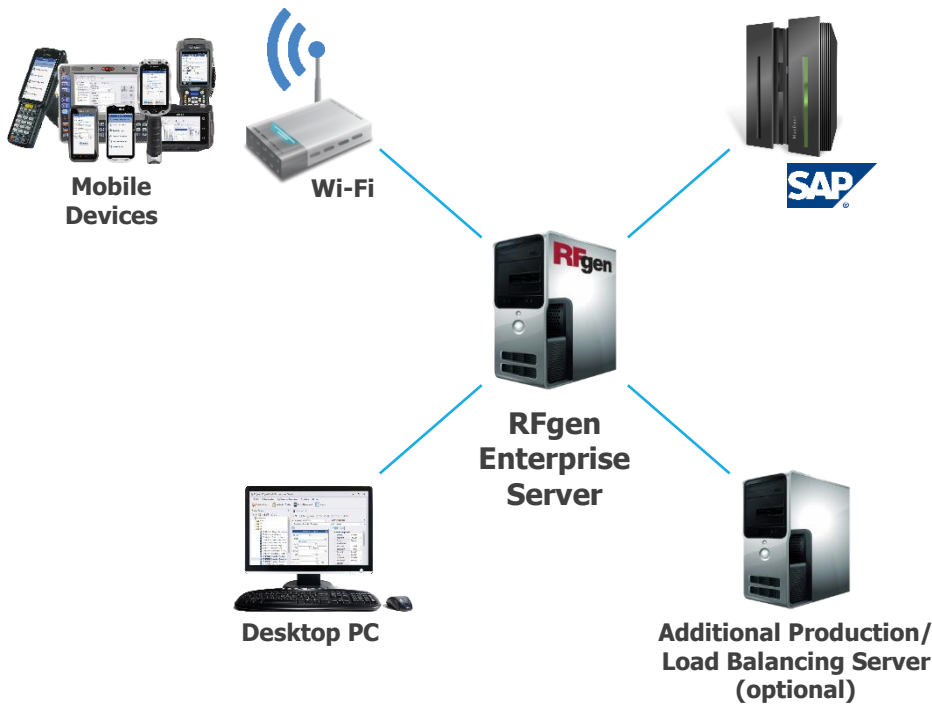 Mobile
Devices
Wi-Fi
SAP
RFgen
RFgen
Enterprise
Server
Desktop PC
Additional Production/
Load Balancing Server
(optional)